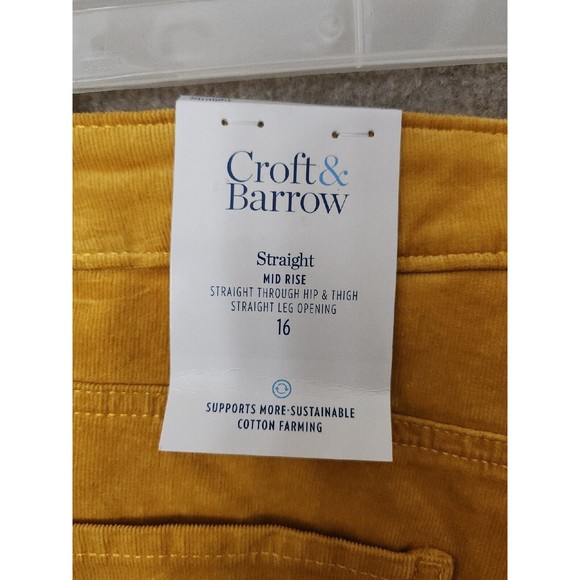 Croft&
Barrow
Straight
MID RISE
STRAIGHT THROUGH HIP & THIGH
STRAIGHT LEG OPENING
16
SUPPORTS MORE-SUSTAINABLE
COTTON FARMING